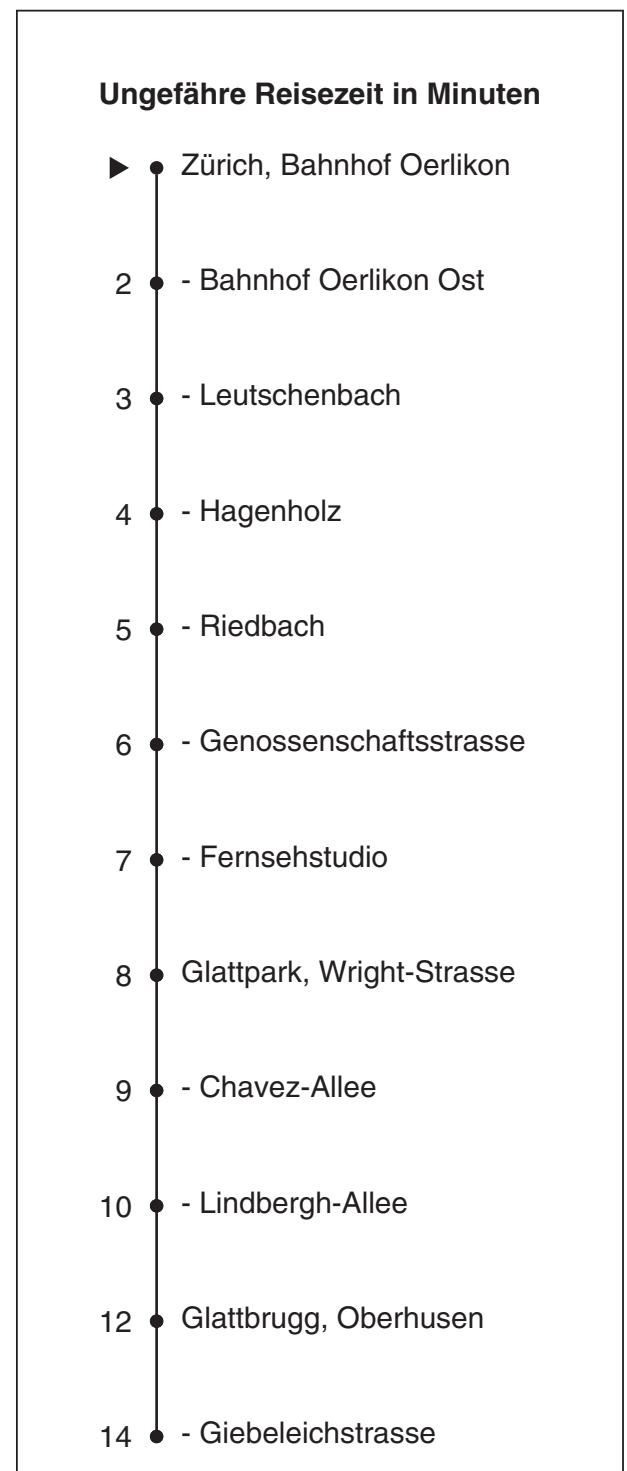 Ungefähre Reisezeit in Minuten
Zürich, Bahnhof Oerlikon
2 - Bahnhof Oerlikon Ost
3 - Leutschenbach
4 - Hagenholz
5 - Riedbach
6 - Genossenschaftsstrasse
7 - Fernsehstudio
8 Glattpark, Wright-Strasse
9 - Chavez-Allee
10 - Lindbergh-Allee
12 Glattbrugg, Oberhusen
14 - Giebeleichstrasse